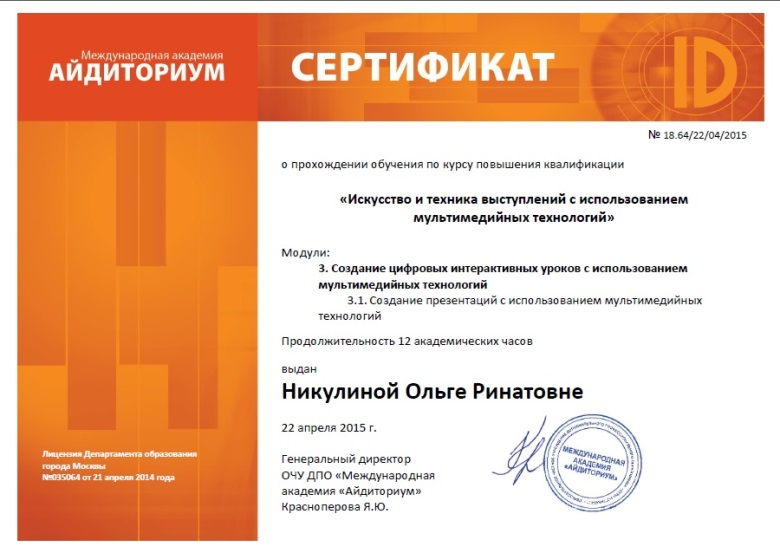 Международная академия
АЙДИТОРИУМ
СЕРТИФИКАТ
ID
№ 18.64/22/04/2015
о прохождении обучения по курсу повышения квалификации
«Искусство и техника выступлений с использованием
мультимедийных технологий»
Модули:
3. Создание цифровых интерактивных уроков с использованием
мультимедийных технологий
3.1. Создание презентаций с использованием мультимедийных
технологий
Продолжительность 12 академических часов
выдан
Никулиной Ольге Ринатовне
22 апреля 2015 г.
Генеральный директор
ОЧУ ДПО «Международная
академия «Айдиториум»
Красноперова Я.Ю.
МЕЖДУНАРОДНАЯ
АКАДЕМИЯ
«АЙДИТОРИУМ»
Лицензия Департамента образования
города Москвы
№035064 от 21 апреля 2014 года